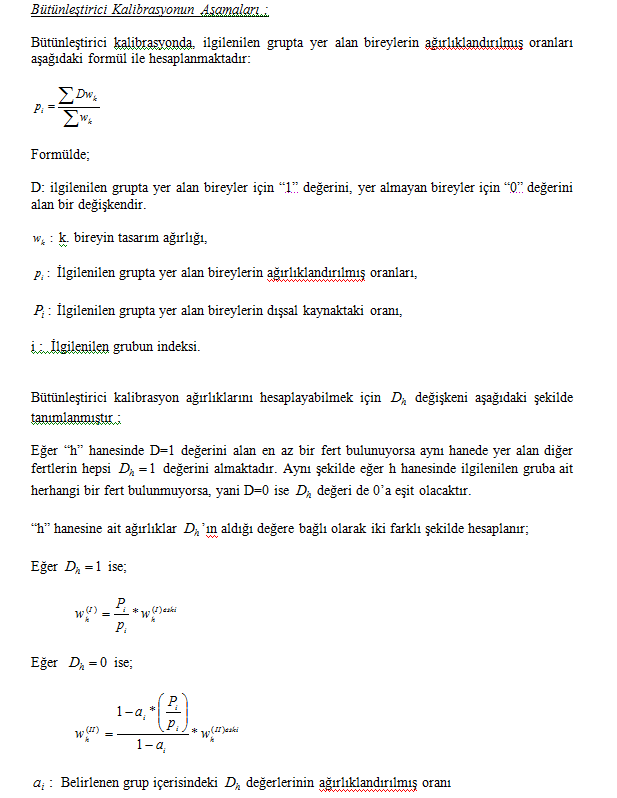 Bütünleştirici Kalibrasyonun Aşamaları :
Bütünleştirici kalibrasyonda, ilgilenilen grupta yer alan bireylerin ağırlıklandırılmış oranları
aşağıdaki formül ile hesaplanmaktadır:
p_i = ∑Dw_k / ∑w_k
Formülde;
D: ilgilenilen grupta yer alan bireyler için “1” değerini, yer almayan bireyler için “0” değerini
alan bir değişkendir.
w_k : k. bireyin tasarım ağırlığı,
p_i : İlgilenilen grupta yer alan bireylerin ağırlıklandırılmış oranları,
P_i : İlgilenilen grupta yer alan bireylerin dışsal kaynaktaki oranı,
i : İlgilenilen grubun indeksi.
Bütünleştirici kalibrasyon ağırlıklarını hesaplayabilmek için D_h değişkeni aşağıdaki şekilde
tanımlanmıştır ;
Eğer “h” hanesinde D=1 değerini alan en az bir fert bulunuyorsa aynı hanede yer alan diğer
fertlerin hepsi D_h = 1 değerini almaktadır. Aynı şekilde eğer h hanesinde ilgilenilen gruba ait
herhangi bir fert bulunmuyorsa, yani D=0 ise D_h değeri de 0’a eşit olacaktır.
“h” hanesine ait ağırlıklar D_h’ın aldığı değere bağlı olarak iki farklı şekilde hesaplanır;
Eğer D_h = 1 ise;
w_k^(I) = P_i / p_i * w_k^(I)eski
Eğer D_h = 0 ise;
w_k^(II) = (1 − a_i * (P_i / p_i)) / (1 − a_i) * w_k^(II)eski
a_i : Belirlenen grup içerisindeki D_h değerlerinin ağırlıklandırılmış oranı